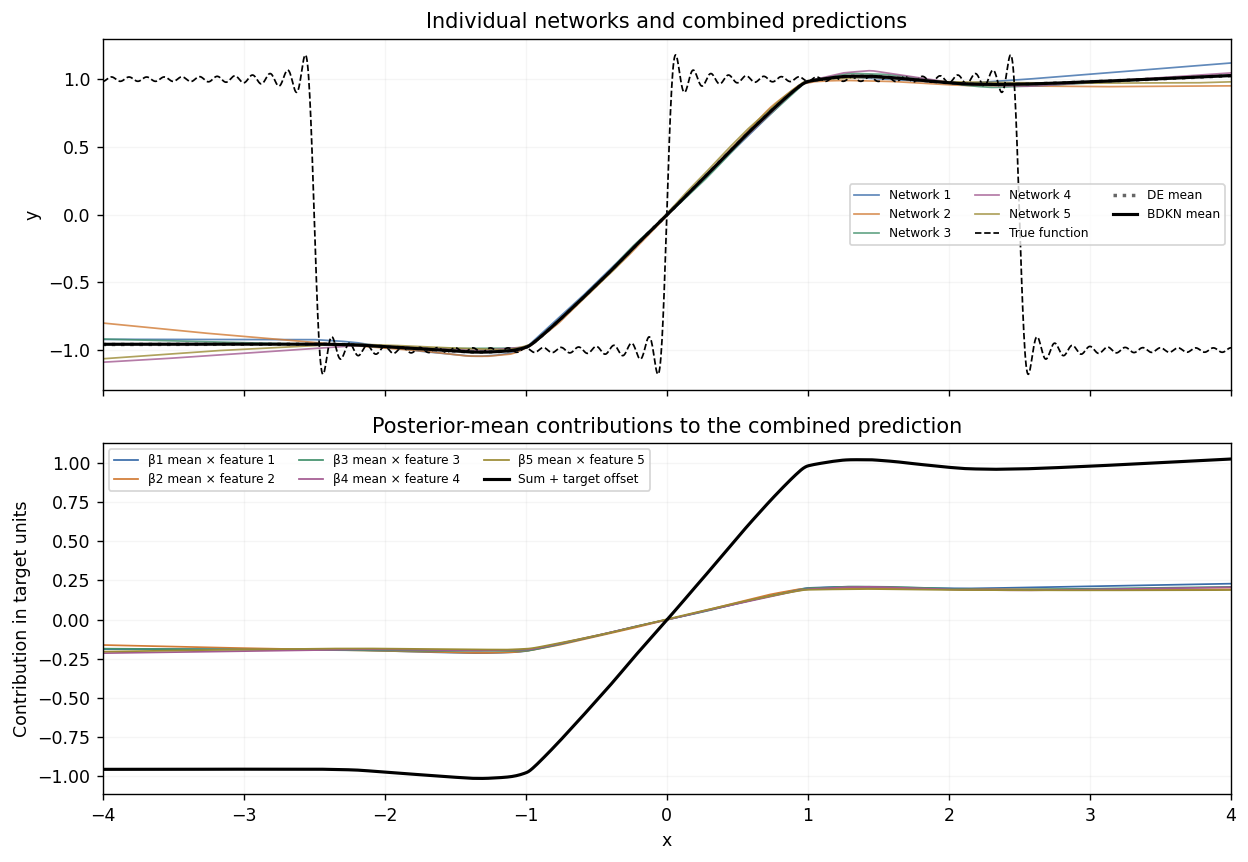 Individual networks and combined predictions
1.0
0.5
0.0
−0.5
−1.0
y
Network 1
Network 2
Network 3
Network 4
Network 5
True function
DE mean
BDKN mean
Posterior-mean contributions to the combined prediction
1.00
0.75
0.50
0.25
0.00
−0.25
−0.50
−0.75
−1.00
Contribution in target units
β1 mean × feature 1
β2 mean × feature 2
β3 mean × feature 3
β4 mean × feature 4
β5 mean × feature 5
Sum + target offset
−4
−3
−2
−1
0
1
2
3
4
x